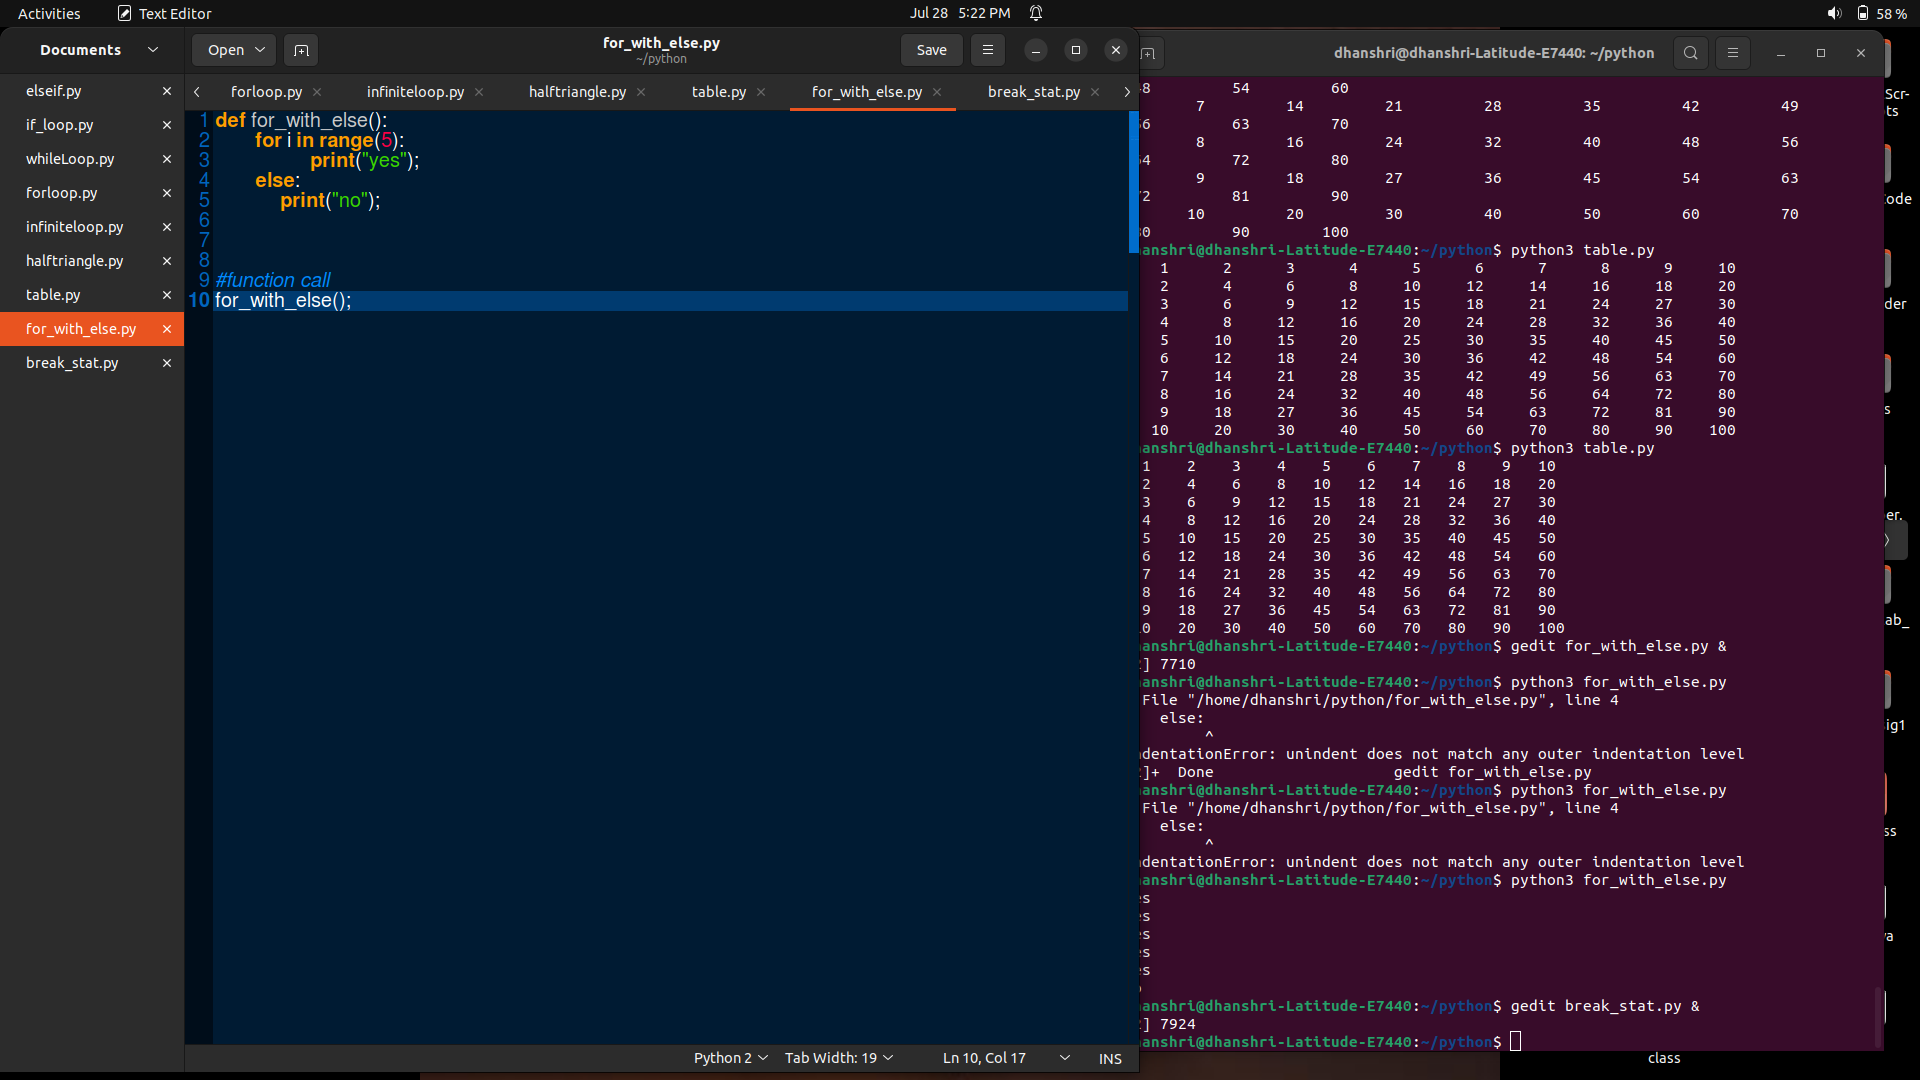 Activities
Text Editor
Jul 28 5:22 PM
58 %
Documents
Open
for_with_else.py
~/python
Save
elseif.py
if_loop.py
whileLoop.py
forloop.py
infiniteloop.py
halftriangle.py
table.py
for_with_else.py
break_stat.py
forloop.py
infiniteloop.py
halftriangle.py
table.py
for_with_else.py
break_stat.py
1 def for_with_else():
2 for i in range(5):
3 print("yes");
4 else:
5 print("no");
6
7
8
9 #function call
10 for_with_else();
Python 2
Tab Width: 19
Ln 10, Col 17
INS
dhanshri@dhanshri-Latitude-E7440: ~/python
8 54 60
7 14 21 28 35 42 49
6 63 70
8 16 24 32 40 48 56
4 72 80
9 18 27 36 45 54 63
2 81 90
10 20 30 40 50 60 70
0 90 100
anshri@dhanshri-Latitude-E7440:~/python$ python3 table.py
1 2 3 4 5 6 7 8 9 10
2 4 6 8 10 12 14 16 18 20
3 6 9 12 15 18 21 24 27 30
4 8 12 16 20 24 28 32 36 40
5 10 15 20 25 30 35 40 45 50
6 12 18 24 30 36 42 48 54 60
7 14 21 28 35 42 49 56 63 70
8 16 24 32 40 48 56 64 72 80
9 18 27 36 45 54 63 72 81 90
10 20 30 40 50 60 70 80 90 100
anshri@dhanshri-Latitude-E7440:~/python$ python3 table.py
1 2 3 4 5 6 7 8 9 10
2 4 6 8 10 12 14 16 18 20
3 6 9 12 15 18 21 24 27 30
4 8 12 16 20 24 28 32 36 40
5 10 15 20 25 30 35 40 45 50
6 12 18 24 30 36 42 48 54 60
7 14 21 28 35 42 49 56 63 70
8 16 24 32 40 48 56 64 72 80
9 18 27 36 45 54 63 72 81 90
0 20 30 40 50 60 70 80 90 100
anshri@dhanshri-Latitude-E7440:~/python$ gedit for_with_else.py &
] 7710
anshri@dhanshri-Latitude-E7440:~/python$ python3 for_with_else.py
File "/home/dhanshri/python/for_with_else.py", line 4
else:
^
dentationError: unindent does not match any outer indentation level
]+ Done gedit for_with_else.py
anshri@dhanshri-Latitude-E7440:~/python$ python3 for_with_else.py
File "/home/dhanshri/python/for_with_else.py", line 4
else:
^
dentationError: unindent does not match any outer indentation level
anshri@dhanshri-Latitude-E7440:~/python$ python3 for_with_else.py
es
es
es
es
es
anshri@dhanshri-Latitude-E7440:~/python$ gedit break_stat.py &
] 7924
anshri@dhanshri-Latitude-E7440:~/python$
Scr-
ts
ode
der
s
er.
ab_
ig1
ss
va
class